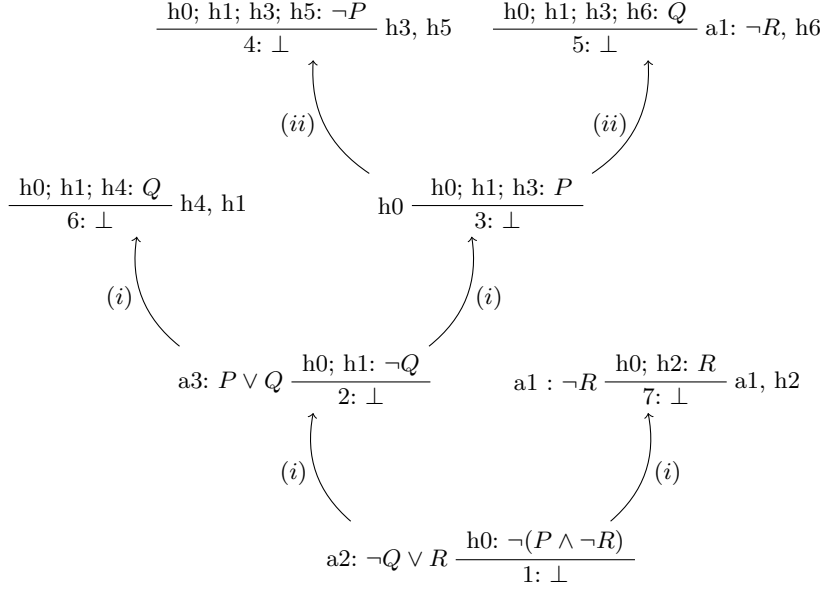 h0; h1; h3; h5: ¬P
4: ⊥
h3, h5
h0; h1; h3; h6: Q
5: ⊥
a1: ¬R, h6
(ii)
(ii)
h0; h1; h4: Q
6: ⊥
h4, h1
h0
h0; h1; h3: P
3: ⊥
(i)
(i)
a3: P ∨ Q
h0; h1: ¬Q
2: ⊥
a1 : ¬R
h0; h2: R
7: ⊥
a1, h2
(i)
(i)
a2: ¬Q ∨ R
h0: ¬(P ∧ ¬R)
1: ⊥